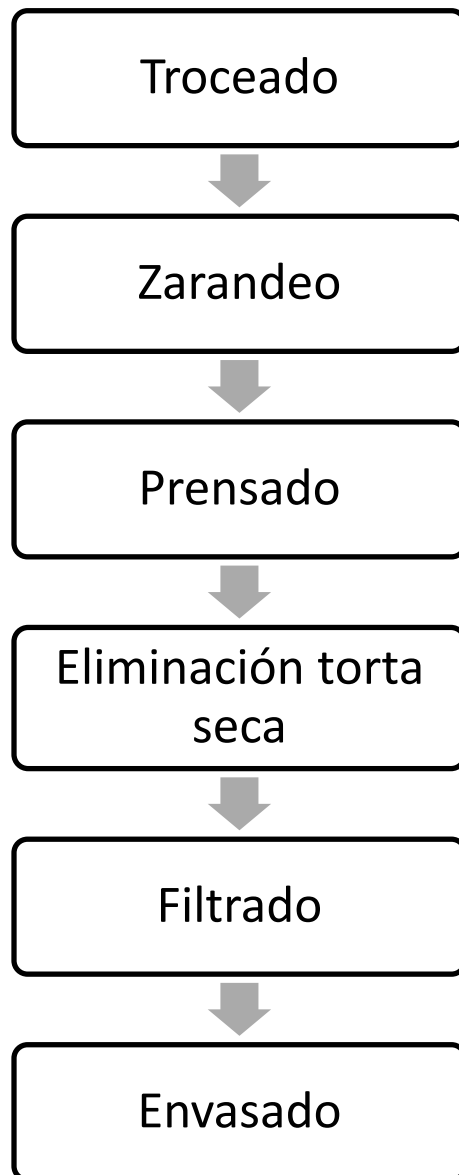 Troceado
Zarandeo
Prensado
Eliminación torta
seca
Filtrado
Envasado